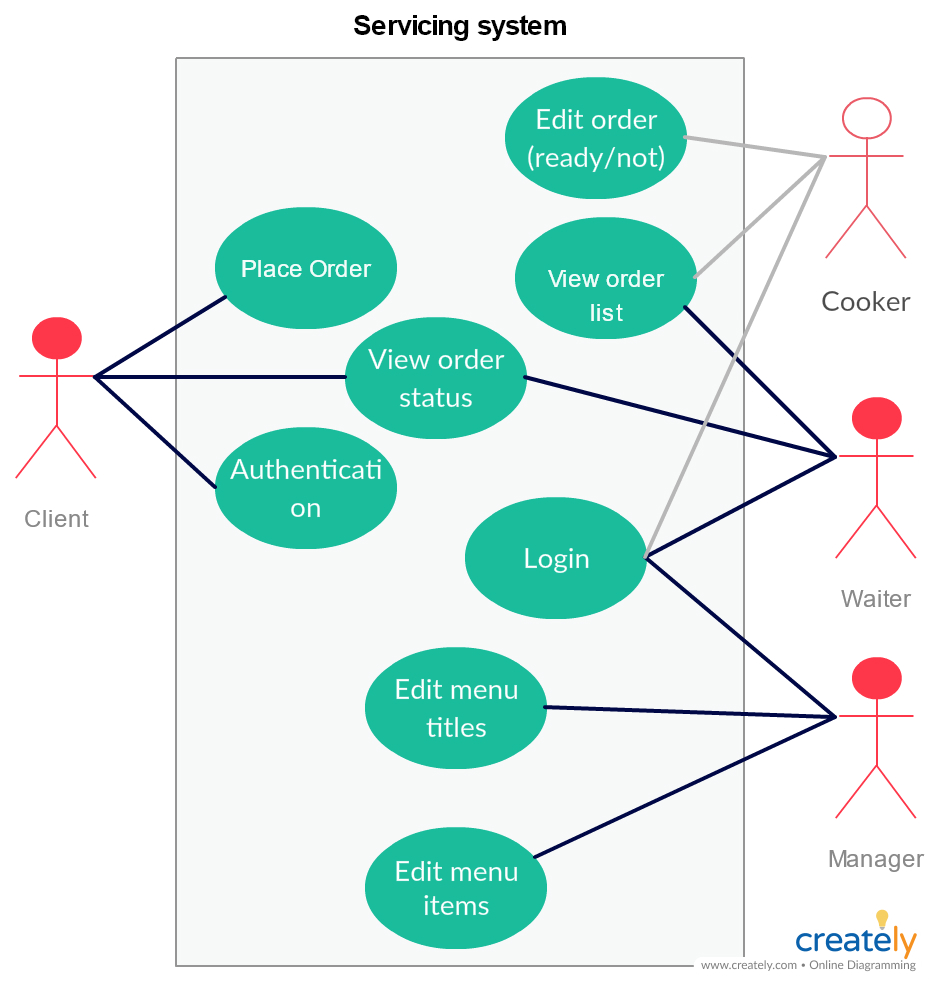 Servicing system
Edit order
(ready/not)
Place Order
View order
list
Cooker
View order
status
Authenticati
on
Client
Login
Waiter
Edit menu
titles
Manager
Edit menu
items
creately
www.creately.com • Online Diagramming